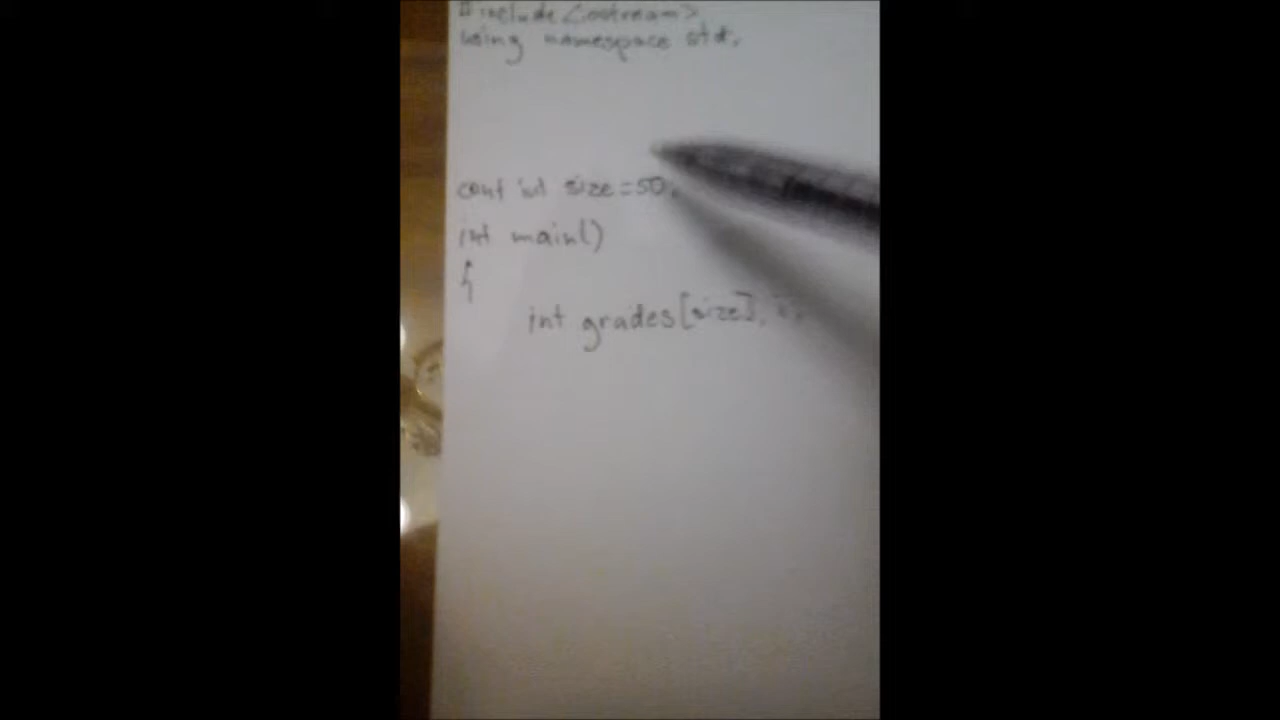 #include <iostream>
using namespace std;
const int size=50;
int main()
{
int grades[size], i;